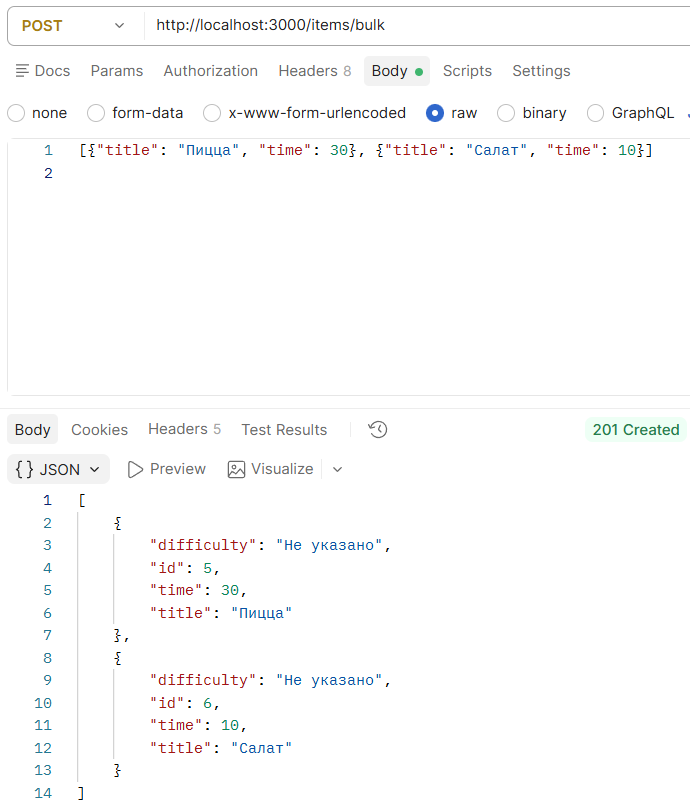 POST http://localhost:3000/items/bulk
Docs Params Authorization Headers 8 Body Scripts Settings
none form-data x-www-form-urlencoded raw binary GraphQL
1 [{"title": "Пицца", "time": 30}, {"title": "Салат", "time": 10}]
2
Body Cookies Headers 5 Test Results 201 Created
{} JSON Preview Visualize
1 [
2 {
3 "difficulty": "Не указано",
4 "id": 5,
5 "time": 30,
6 "title": "Пицца"
7 },
8 {
9 "difficulty": "Не указано",
10 "id": 6,
11 "time": 10,
12 "title": "Салат"
13 }
14 ]